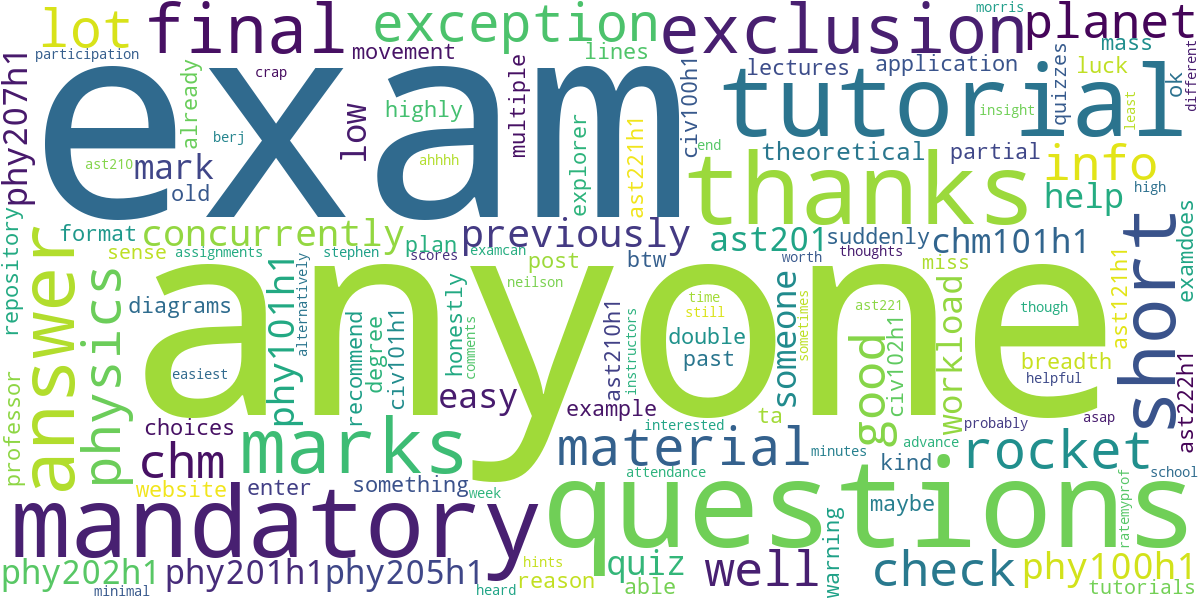 lot
participation
final
exception
exclusion
morris
planet
exam
already
crap
movement
lines
low
multiple
lectures
application
mass
luck
quizzes
ok
different
phy207h1
berj
ast210
mark
old
highly
ahhhh
explorer
ast221h1
civ100h1
end
tutorial
insight
least
theoretical
partial
info
high
help
thanks
repository
format
concurrently
plan
previously
ast201
suddenly
chm101h1
short
sense
assignments
stephen
examcan
scores
post
btw
worth
thoughts
miss
examdoes
answer
physics
diagrams
phy101h1
alternatively
neilson
anyone
time
still
sometimes
ast221
though
ast121h1
honestly
comments
ast210h1
instructors
double
past
someone
good
civ102h1
workload
breadth
helpful
easiest
recommend
degree
civ101h1
easy
example
ta
probably
asap
ast222h1
professor
choices
marks
interested
material
minutes
advance
rocket
chm
website
enter
something
week
attendance
kind
school
ratemyprof
mandatory
questions
maybe
warning
phy202h1
minimal
phy201h1
phy205h1
hints
reason
heard
quiz
able
well
check
phy100h1
tutorials